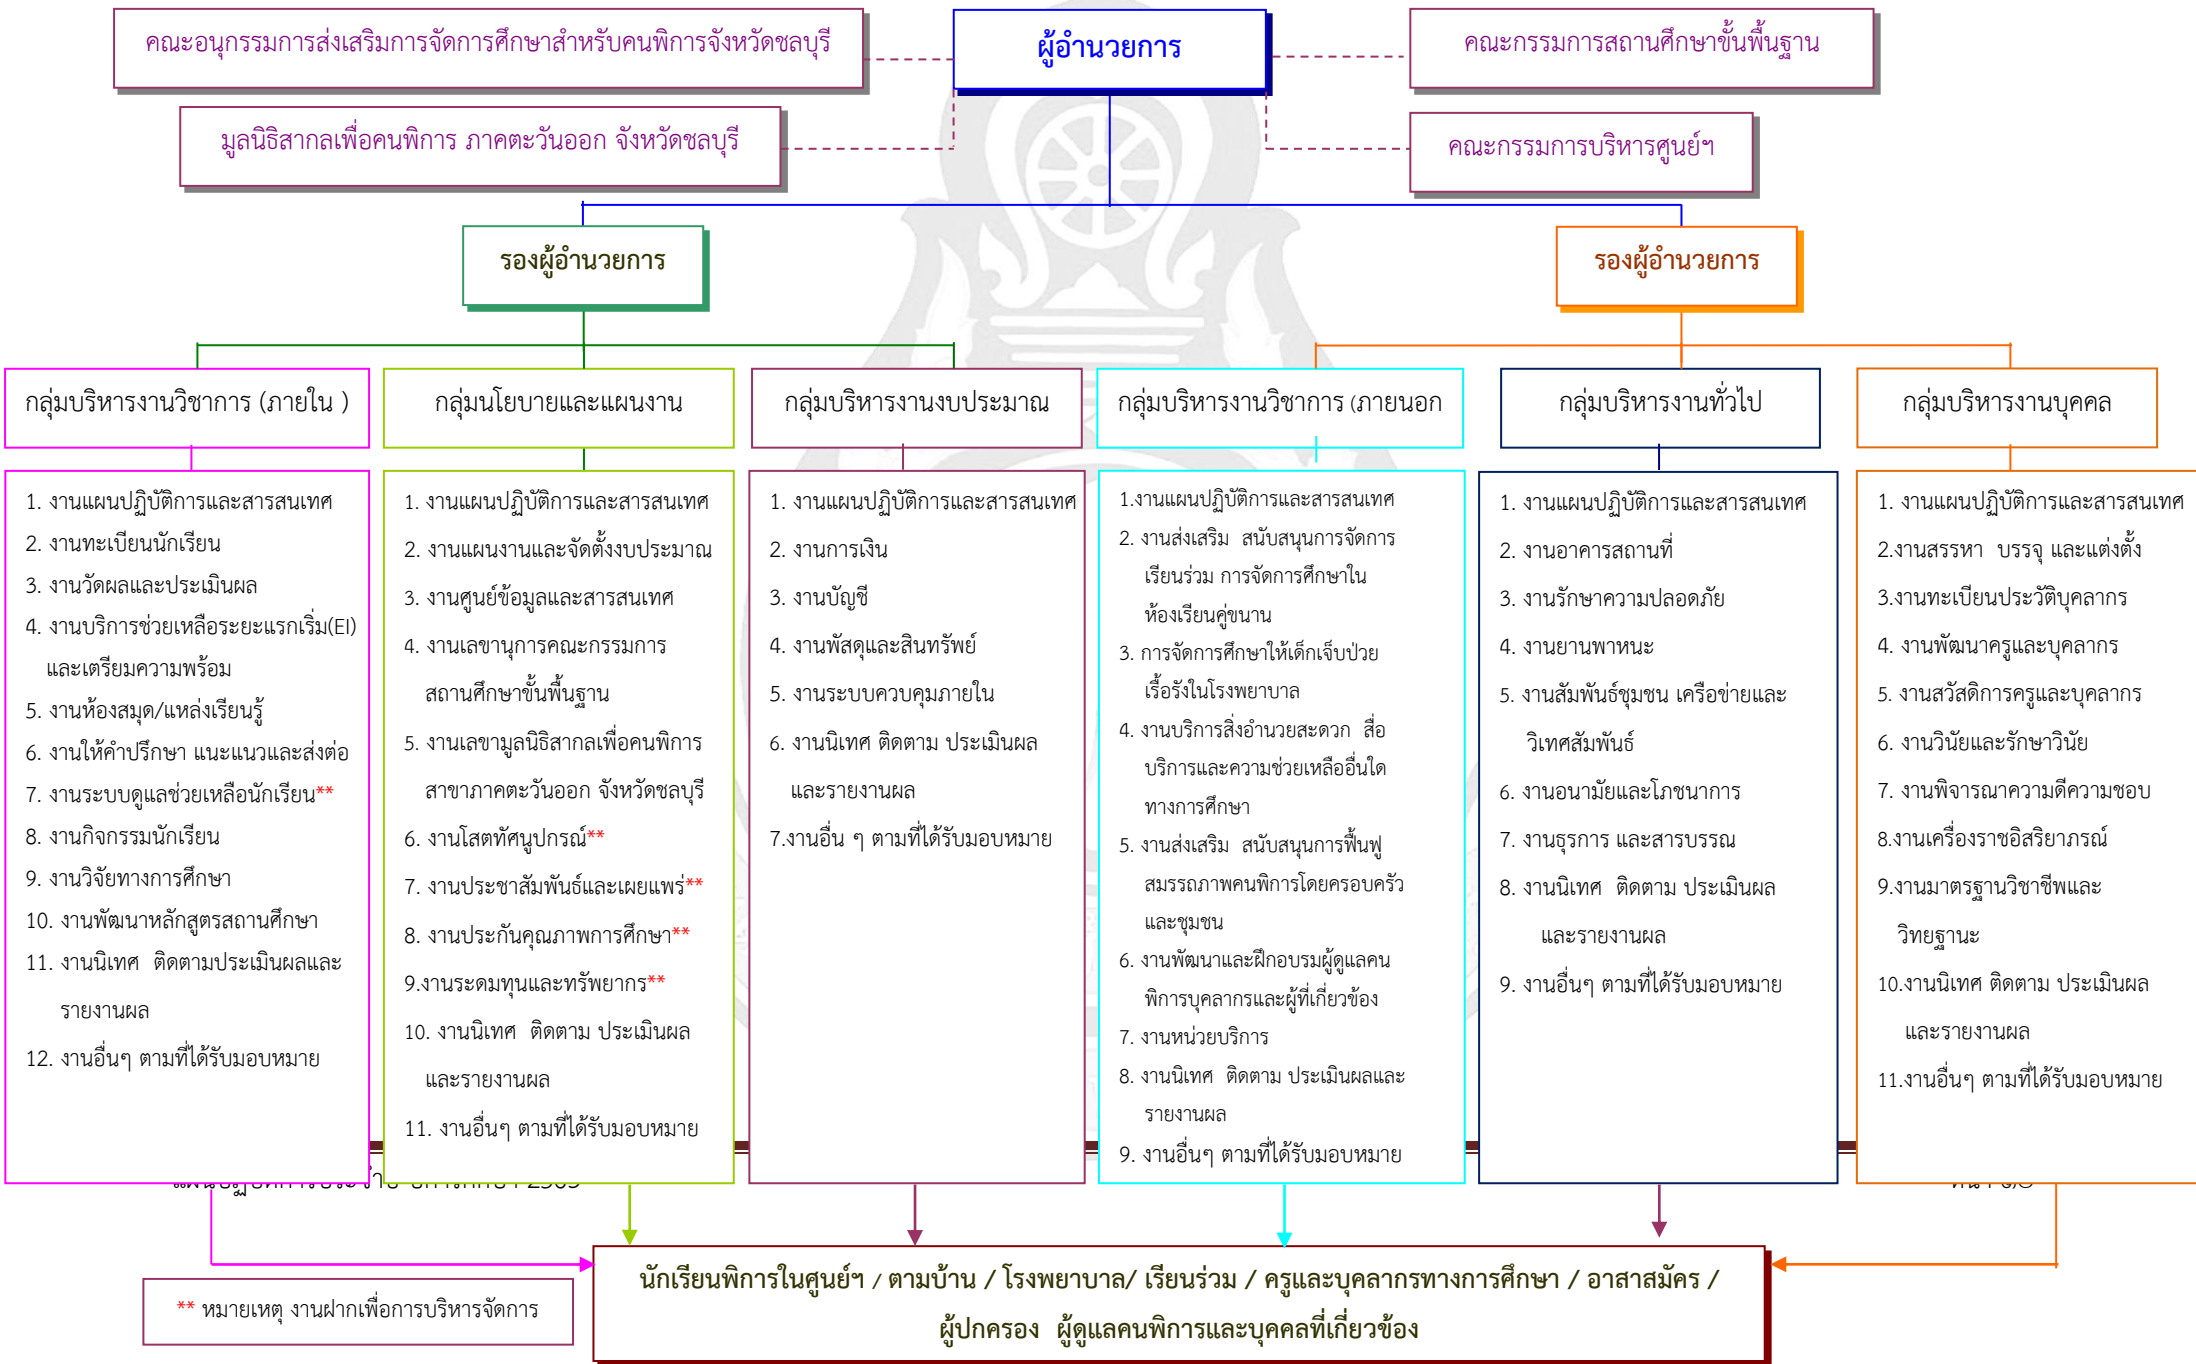 คณะอนุกรรมการส่งเสริมการจัดการศึกษาสำหรับคนพิการจังหวัดชลบุรี
ผู้อำนวยการ
คณะกรรมการสถานศึกษาขั้นพื้นฐาน
มูลนิธิสากลเพื่อคนพิการ ภาคตะวันออก จังหวัดชลบุรี
คณะกรรมการบริหารศูนย์ฯ
รองผู้อำนวยการ
รองผู้อำนวยการ
กลุ่มบริหารงานวิชาการ (ภายใน )
1. งานแผนปฏิบัติการและสารสนเทศ
2. งานทะเบียนนักเรียน
3. งานวัดผลและประเมินผล
4. งานบริการช่วยเหลือระยะแรกเริ่ม(EI)
และเตรียมความพร้อม
5. งานห้องสมุด/แหล่งเรียนรู้
6. งานให้คำปรึกษา แนะแนวและส่งต่อ
7. งานระบบดูแลช่วยเหลือนักเรียน**
8. งานกิจกรรมนักเรียน
9. งานวิจัยทางการศึกษา
10. งานพัฒนาหลักสูตรสถานศึกษา
11. งานนิเทศ ติดตามประเมินผลและ
รายงานผล
12. งานอื่นๆ ตามที่ได้รับมอบหมาย
กลุ่มนโยบายและแผนงาน
1. งานแผนปฏิบัติการและสารสนเทศ
2. งานแผนงานและจัดตั้งงบประมาณ
3. งานศูนย์ข้อมูลและสารสนเทศ
4. งานเลขานุการคณะกรรมการ
สถานศึกษาขั้นพื้นฐาน
5. งานเลขามูลนิธิสากลเพื่อคนพิการ
สาขาภาคตะวันออก จังหวัดชลบุรี
6. งานโสตทัศนูปกรณ์**
7. งานประชาสัมพันธ์และเผยแพร่**
8. งานประกันคุณภาพการศึกษา**
9.งานระดมทุนและทรัพยากร**
10. งานนิเทศ ติดตาม ประเมินผล
และรายงานผล
11. งานอื่นๆ ตามที่ได้รับมอบหมาย
กลุ่มบริหารงานงบประมาณ
1. งานแผนปฏิบัติการและสารสนเทศ
2. งานการเงิน
3. งานบัญชี
4. งานพัสดุและสินทรัพย์
5. งานระบบควบคุมภายใน
6. งานนิเทศ ติดตาม ประเมินผล
และรายงานผล
7.งานอื่น ๆ ตามที่ได้รับมอบหมาย
กลุ่มบริหารงานวิชาการ (ภายนอก
1.งานแผนปฏิบัติการและสารสนเทศ
2. งานส่งเสริม สนับสนุนการจัดการ
เรียนร่วม การจัดการศึกษาใน
ห้องเรียนคู่ขนาน
3. การจัดการศึกษาให้เด็กเจ็บป่วย
เรื้อรังในโรงพยาบาล
4. งานบริการสิ่งอำนวยสะดวก สื่อ
บริการและความช่วยเหลืออื่นใด
ทางการศึกษา
5. งานส่งเสริม สนับสนุนการฟื้นฟู
สมรรถภาพคนพิการโดยครอบครัว
และชุมชน
6. งานพัฒนาและฝึกอบรมผู้ดูแลคน
พิการบุคลากรและผู้ที่เกี่ยวข้อง
7. งานหน่วยบริการ
8. งานนิเทศ ติดตาม ประเมินผลและ
รายงานผล
9. งานอื่นๆ ตามที่ได้รับมอบหมาย
กลุ่มบริหารงานทั่วไป
1. งานแผนปฏิบัติการและสารสนเทศ
2. งานอาคารสถานที่
3. งานรักษาความปลอดภัย
4. งานยานพาหนะ
5. งานสัมพันธ์ชุมชน เครือข่ายและ
วิเทศสัมพันธ์
6. งานอนามัยและโภชนาการ
7. งานธุรการ และสารบรรณ
8. งานนิเทศ ติดตาม ประเมินผล
และรายงานผล
9. งานอื่นๆ ตามที่ได้รับมอบหมาย
กลุ่มบริหารงานบุคคล
1. งานแผนปฏิบัติการและสารสนเทศ
2.งานสรรหา บรรจุ และแต่งตั้ง
3.งานทะเบียนประวัติบุคลากร
4. งานพัฒนาครูและบุคลากร
5. งานสวัสดิการครูและบุคลากร
6. งานวินัยและรักษาวินัย
7. งานพิจารณาความดีความชอบ
8.งานเครื่องราชอิสริยาภรณ์
9.งานมาตรฐานวิชาชีพและ
วิทยฐานะ
10.งานนิเทศ ติดตาม ประเมินผล
และรายงานผล
11.งานอื่นๆ ตามที่ได้รับมอบหมาย
นักเรียนพิการในศูนย์ฯ / ตามบ้าน / โรงพยาบาล/ เรียนร่วม / ครูและบุคลากรทางการศึกษา / อาสาสมัคร /
ผู้ปกครอง ผู้ดูแลคนพิการและบุคคลที่เกี่ยวข้อง
** หมายเหตุ งานฝากเพื่อการบริหารจัดการ